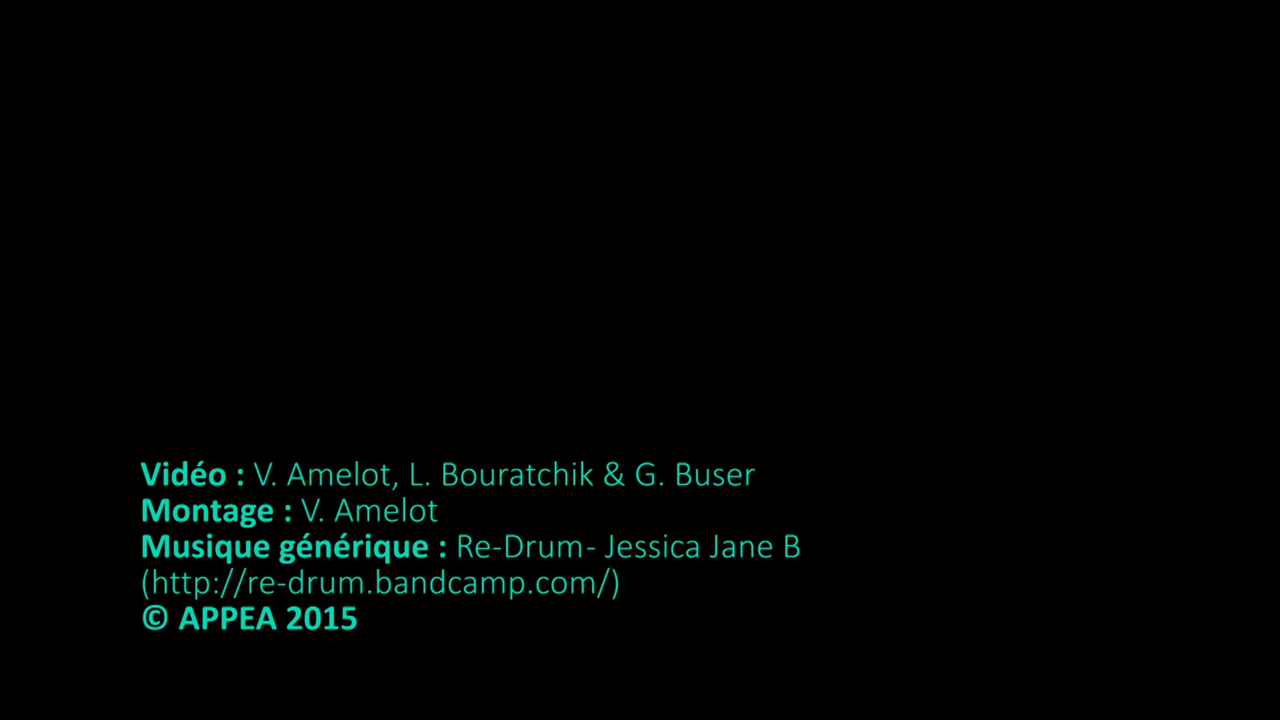 Vidéo : V. Amelot, L. Bouratchik & G. Buser
Montage : V. Amelot
Musique générique : Re-Drum- Jessica Jane B
(http://re-drum.bandcamp.com/)
© APPEA 2015